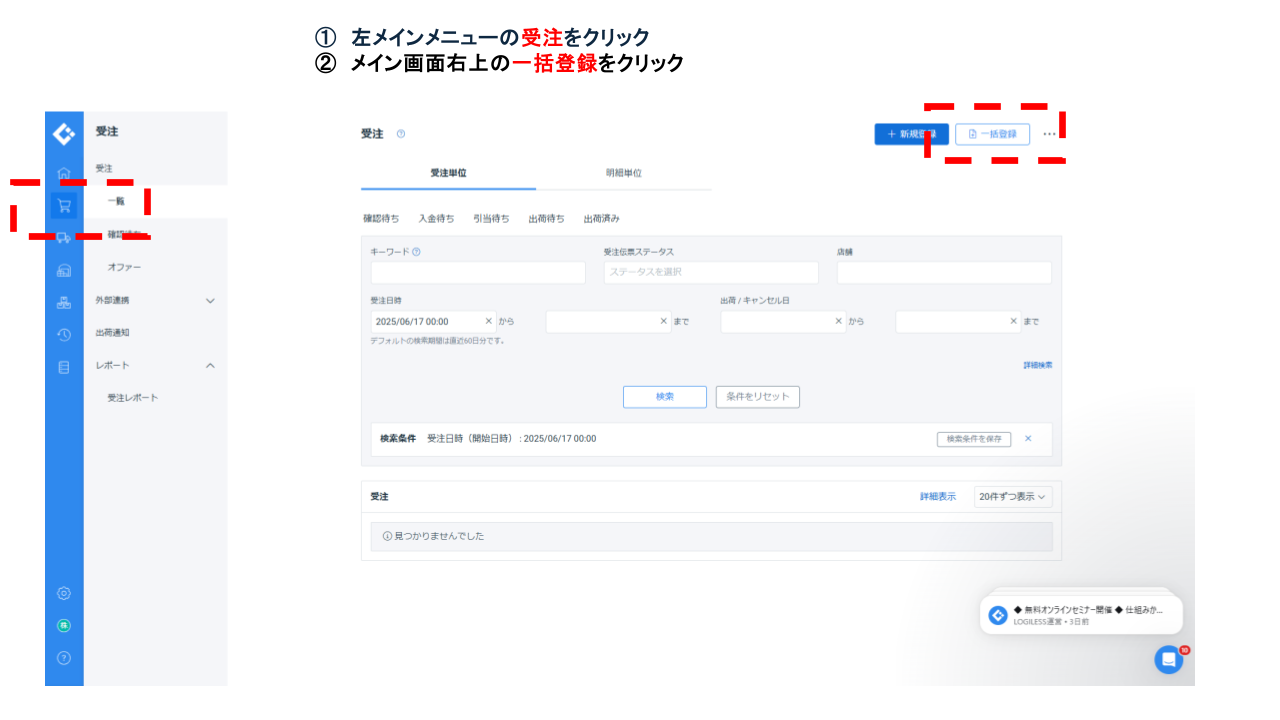 ① 左メインメニューの受注をクリック
② メイン画面右上の一括登録をクリック
受注
受注
一覧
オファー
外部連携
出荷通知
レポート
受注レポート
受注
＋ 新規登録
一括登録
受注単位
明細単位
確認待ち 入金待ち 引当待ち 出荷待ち 出荷済み
キーワード
受注伝票ステータス
店舗
ステータスを選択
受注日時
出荷 / キャンセル日
2025/06/17 00:00 × から × まで × から × まで
デフォルトの検索期間は直近60日分です。
詳細検索
検索
条件をリセット
検索条件 受注日時（開始日時）: 2025/06/17 00:00
検索条件を保存 ×
受注
詳細表示
20件ずつ表示
見つかりませんでした
◆ 無料オンラインセミナー開催 ◆ 仕組みか...
LOGILESS運営・3日前
10